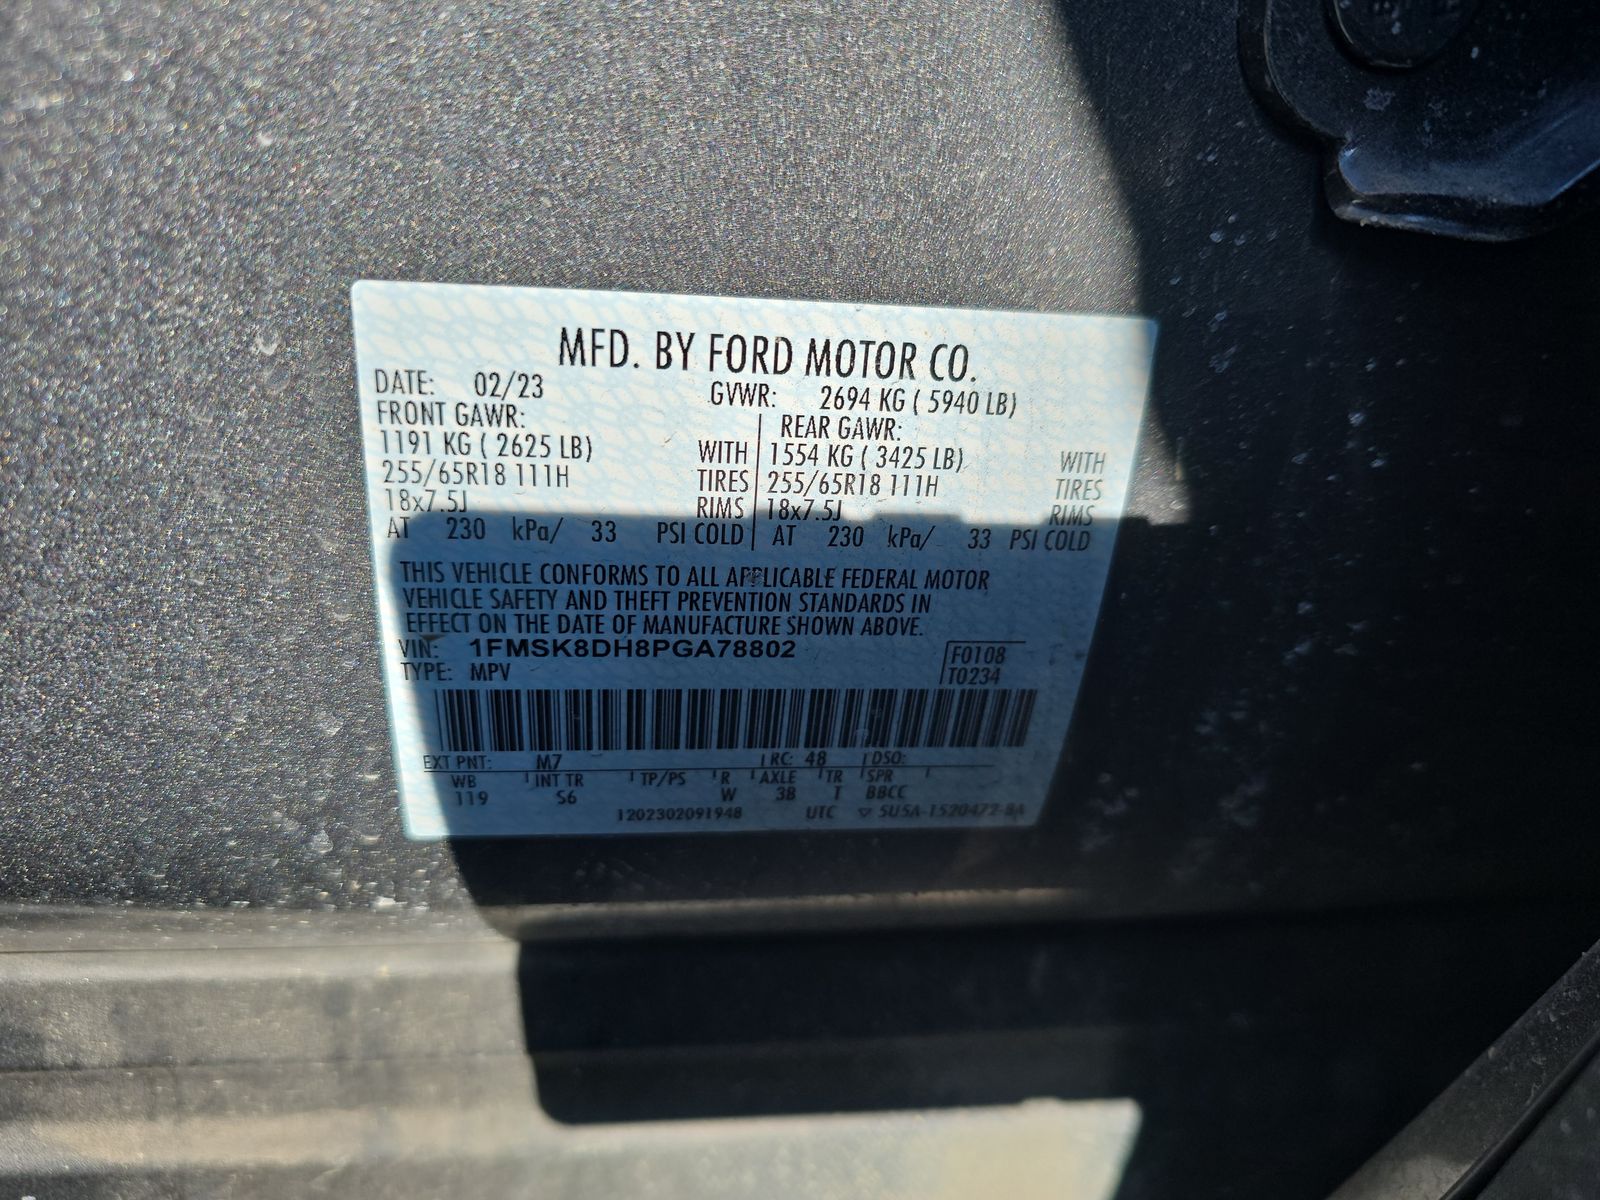 MFD. BY FORD MOTOR CO.
DATE: 02/23 GVWR: 2694 KG ( 5940 LB)
FRONT GAWR: REAR GAWR:
1191 KG ( 2625 LB) WITH 1554 KG ( 3425 LB) WITH
255/65R18 111H TIRES 255/65R18 111H TIRES
18x7.5J RIMS 18x7.5J RIMS
AT 230 kPa/ 33 PSI COLD AT 230 kPa/ 33 PSI COLD
THIS VEHICLE CONFORMS TO ALL APPLICABLE FEDERAL MOTOR
VEHICLE SAFETY AND THEFT PREVENTION STANDARDS IN
EFFECT ON THE DATE OF MANUFACTURE SHOWN ABOVE.
VIN: 1FMSK8DH8PGA78802 F0108
TYPE: MPV T0234
EXT PNT: M7 RC: 48 DSO:
WB INT TR TP/PS R AXLE TR SPR
119 S6 W 38 T BBCC
1202302091948 UTC ▽ 5U5A-1520472-BA